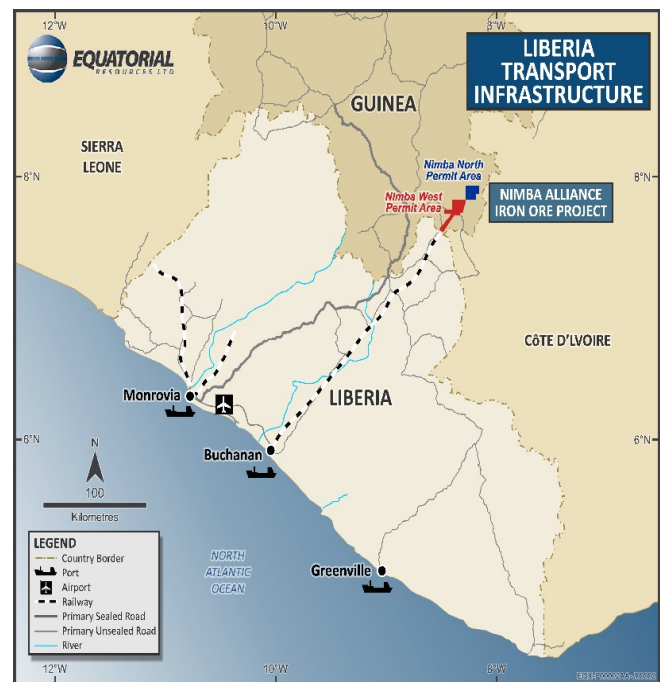 12°W
10°W
8°W
EQUATORIAL
RESOURCES LTD
LIBERIA
TRANSPORT
INFRASTRUCTURE
GUINEA
SIERRA
LEONE
6°N
8°N
Nimba North
Permit Area
Nimba West
Permit Area
NIMBA ALLIANCE
IRON ORE PROJECT
CÔTE D'LVOIRE
Monrovia
LIBERIA
6°N
6°N
Buchanan
N
100
Kilometres
LEGEND
Country Border
Port
Airport
Railway
Primary Sealed Road
Primary Unsealed Road
River
NORTH
ATLANTIC
OCEAN
Greenville
12°W
10°W
8°W